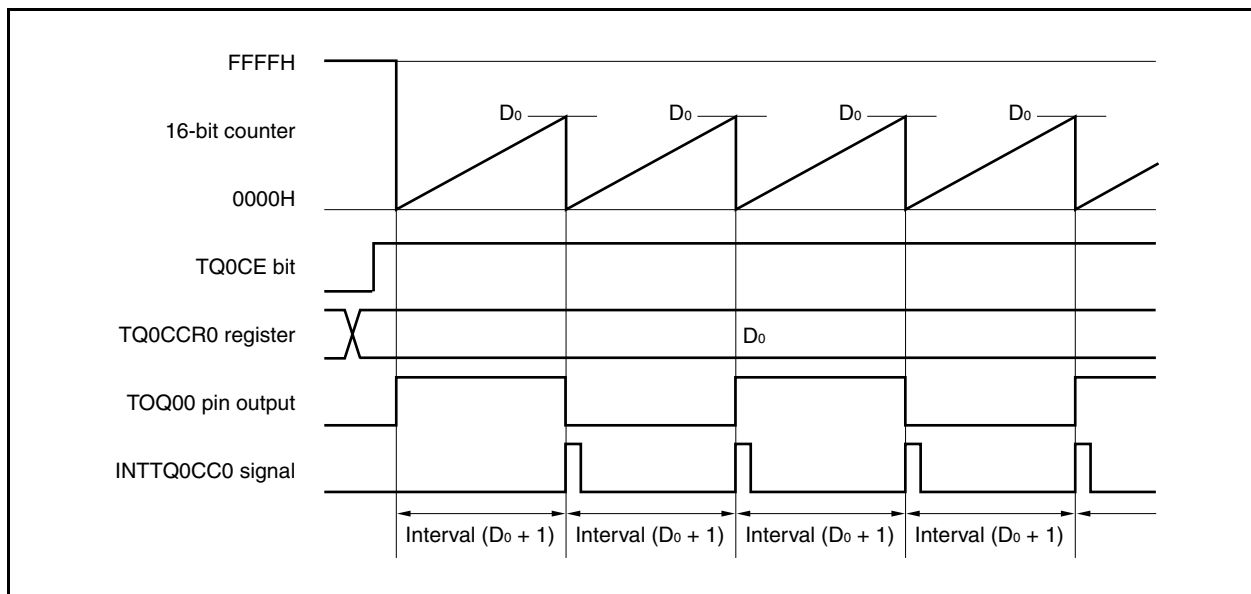 FFFFH
D0 D0 D0 D0
16-bit counter
0000H
TQ0CE bit
TQ0CCR0 register D0
TOQ00 pin output
INTTQ0CC0 signal
Interval (D0 + 1) Interval (D0 + 1) Interval (D0 + 1) Interval (D0 + 1)